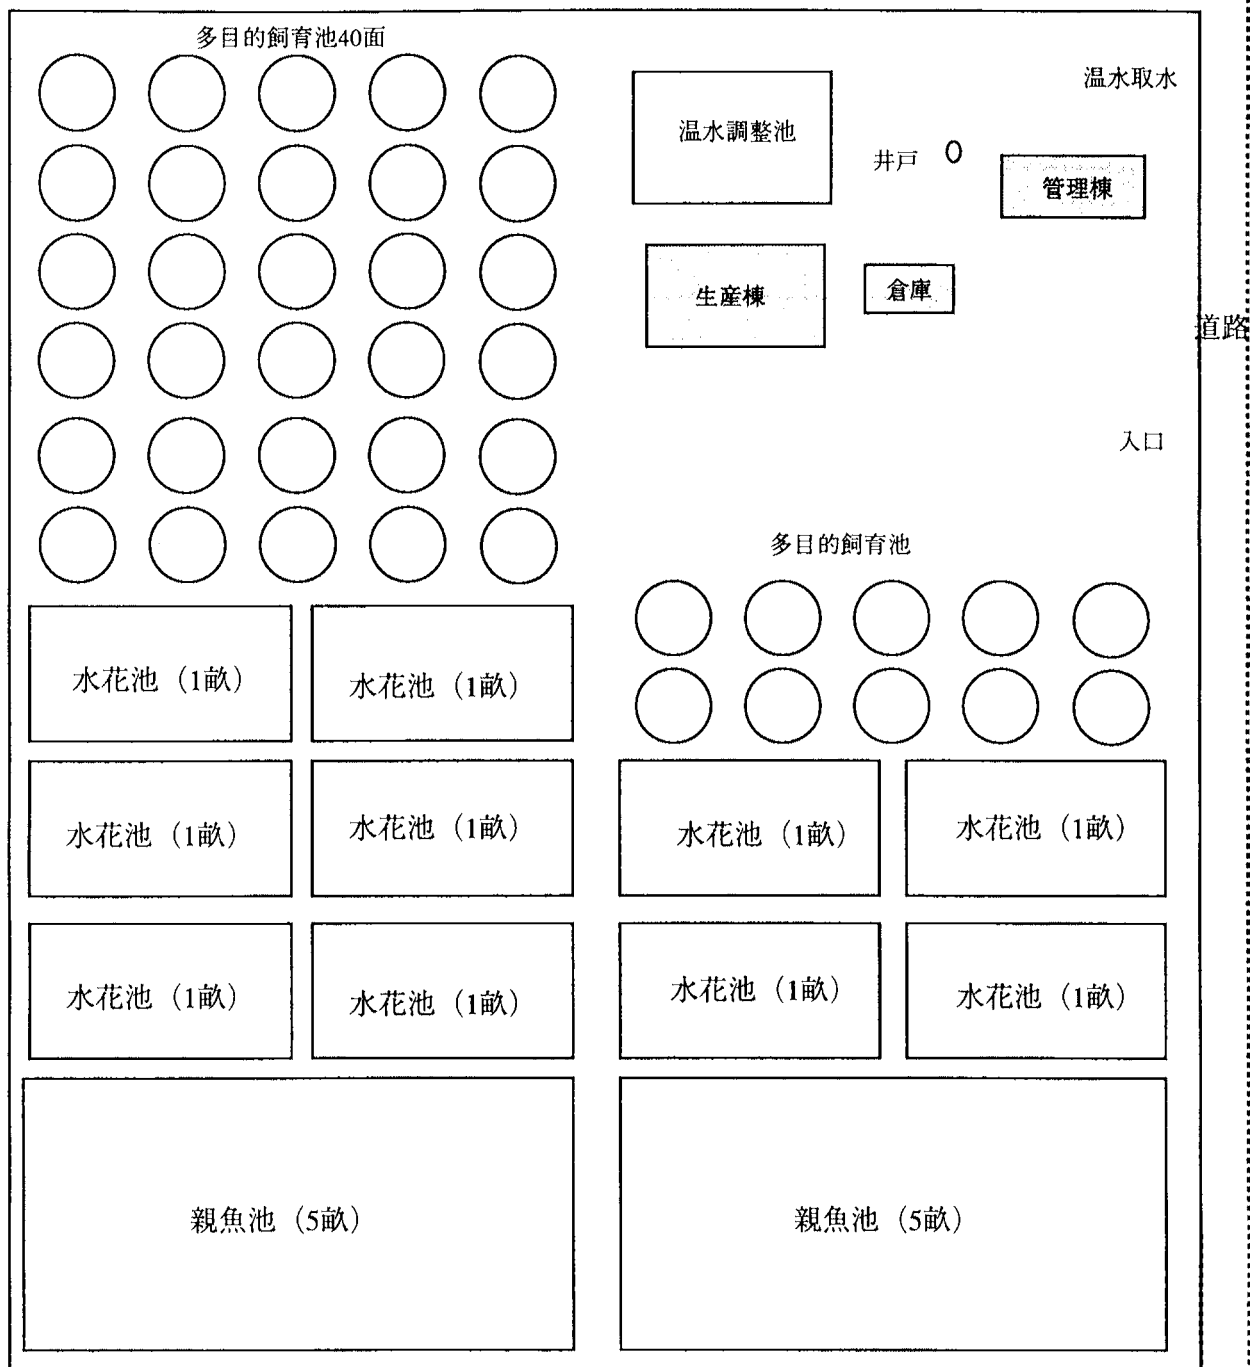 多目的飼育池40面
温水取水
温水調整池
井戸
管理棟
生産棟
倉庫
道路
入口
多目的飼育池
水花池（1畝）
水花池（1畝）
水花池（1畝）
水花池（1畝）
水花池（1畝）
水花池（1畝）
水花池（1畝）
水花池（1畝）
水花池（1畝）
水花池（1畝）
親魚池（5畝）
親魚池（5畝）